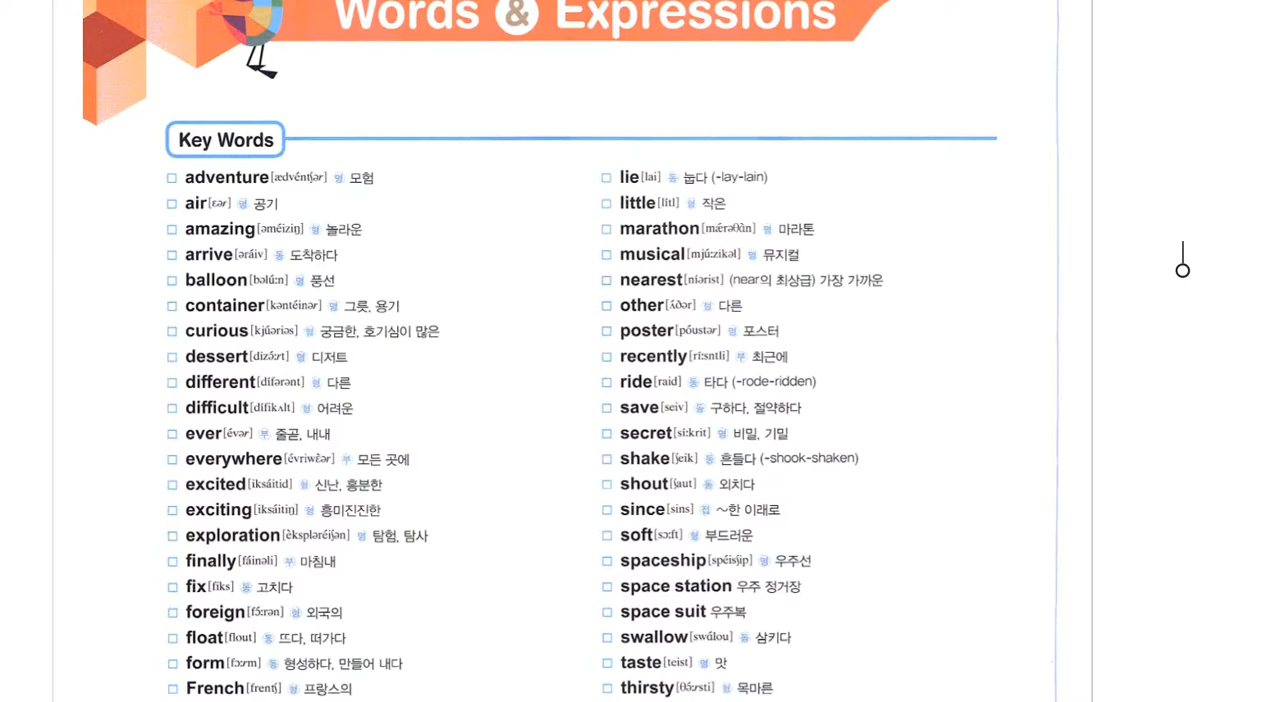 Words & Expressions
Key Words
adventure[ædvéntʃər] 명 모험
air[ɛər] 명 공기
amazing[əméiziŋ] 형 놀라운
arrive[əráiv] 동 도착하다
balloon[bəlúːn] 명 풍선
container[kəntéinər] 명 그릇, 용기
curious[kjúəriəs] 형 궁금한, 호기심이 많은
dessert[dizə́ːrt] 명 디저트
different[dífərənt] 형 다른
difficult[dífikʌlt] 형 어려운
ever[évər] 부 줄곧, 내내
everywhere[évriwɛ̀ər] 부 모든 곳에
excited[iksáitid] 형 신난, 흥분한
exciting[iksáitiŋ] 형 흥미진진한
exploration[èkspləréiʃən] 명 탐험, 탐사
finally[fáinəli] 부 마침내
fix[fiks] 동 고치다
foreign[fɔ́ːrən] 형 외국의
float[flout] 동 뜨다, 떠가다
form[fɔːrm] 동 형성하다, 만들어 내다
French[frentʃ] 형 프랑스의
lie[lai] 동 눕다 (-lay-lain)
little[lítl] 형 작은
marathon[mǽrəθɑ̀n] 명 마라톤
musical[mjúːzikəl] 명 뮤지컬
nearest[níərist] (near의 최상급) 가장 가까운
other[ʌ́ðər] 형 다른
poster[póustər] 명 포스터
recently[ríːsntli] 부 최근에
ride[raid] 동 타다 (-rode-ridden)
save[seiv] 동 구하다, 절약하다
secret[síːkrit] 명 비밀, 기밀
shake[ʃeik] 동 흔들다 (-shook-shaken)
shout[ʃaut] 동 외치다
since[sins] 접 ~한 이래로
soft[sɔːft] 형 부드러운
spaceship[spéisʃip] 명 우주선
space station 우주 정거장
space suit 우주복
swallow[swálou] 동 삼키다
taste[teist] 명 맛
thirsty[θə́ːrsti] 형 목마른